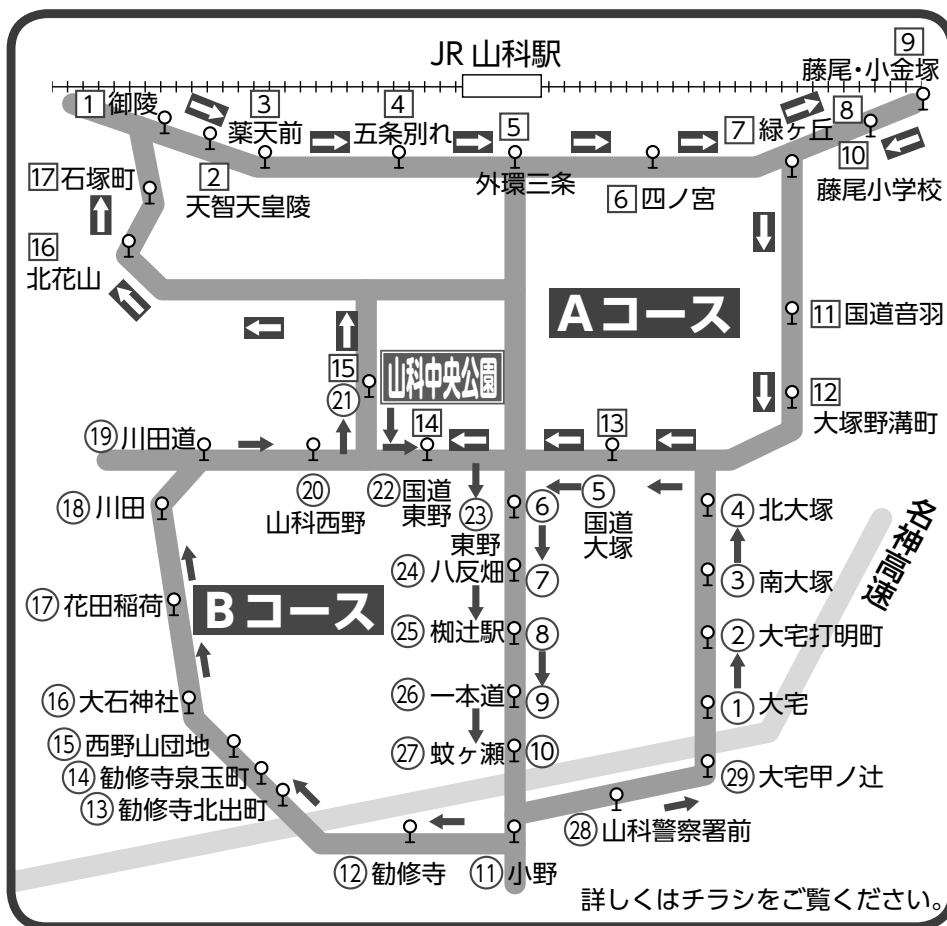 JR 山科駅
1 御陵
2
天智天皇陵
3
薬天前
4
五条別れ
5
外環三条
6 四ノ宮
7 緑ヶ丘
8
9
藤尾・小金塚
10
藤尾小学校
11 国道音羽
12
大塚野溝町
13
14
15
16
北花山
17 石塚町
Aコース
山科中央公園
① 大宅
② 大宅打明町
③ 南大塚
④ 北大塚
⑤
国道
大塚
⑥
⑦
⑧
⑨
⑩
⑪ 小野
⑫ 勧修寺
⑬ 勧修寺北出町
⑭ 勧修寺泉玉町
⑮ 西野山団地
⑯ 大石神社
⑰ 花田稲荷
⑱ 川田
⑲ 川田道
⑳
山科西野
㉑
㉒ 国道
東野
㉓
東野
㉔ 八反畑
㉕ 椥辻駅
㉖ 一本道
㉗ 蚊ヶ瀬
㉘ 山科警察署前
㉙ 大宅甲ノ辻
Bコース
名神高速
詳しくはチラシをご覧ください。